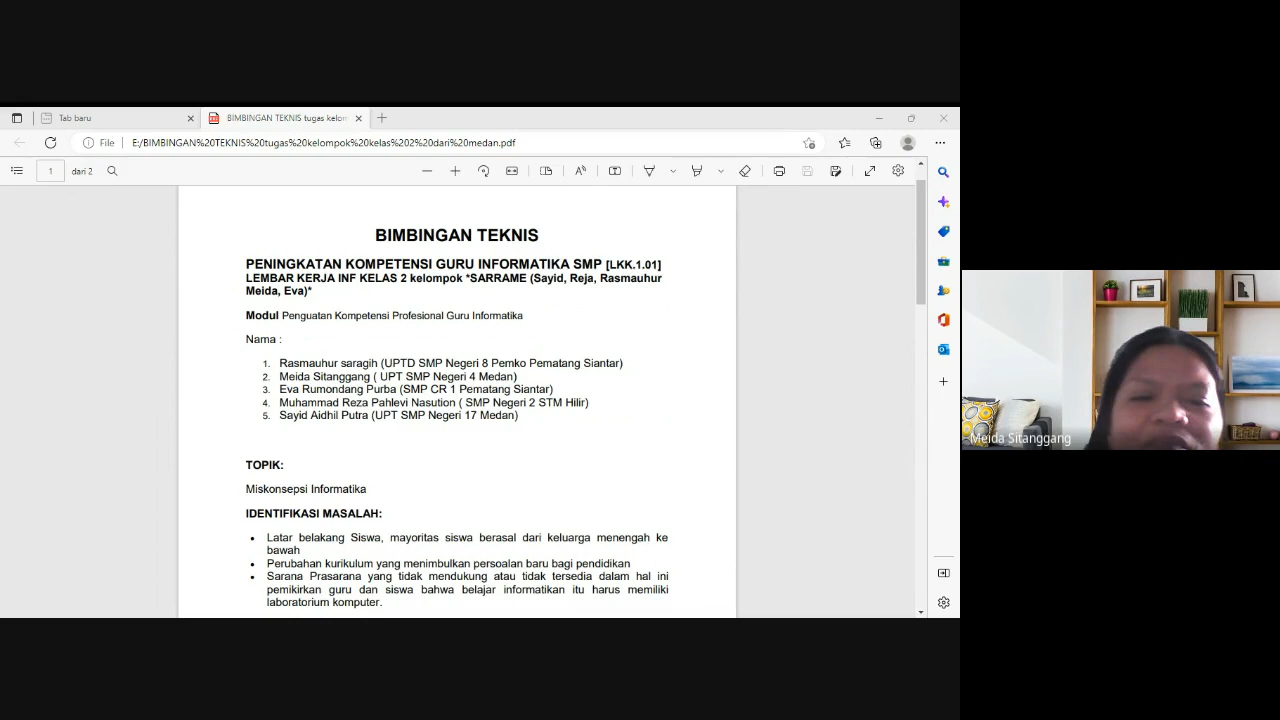 Tab baru
BIMBINGAN TEKNIS tugas kelom
File
E:/BIMBINGAN%20TEKNIS%20tugas%20kelompok%20kelas%202%20dari%20medan.pdf
1 dari 2
BIMBINGAN TEKNIS
PENINGKATAN KOMPETENSI GURU INFORMATIKA SMP [LKK.1.01]
LEMBAR KERJA INF KELAS 2 kelompok *SARRAME (Sayid, Reja, Rasmauhur
Meida, Eva)*
Modul Penguatan Kompetensi Profesional Guru Informatika
Nama :
1. Rasmauhur saragih (UPTD SMP Negeri 8 Pemko Pematang Siantar)
2. Meida Sitanggang ( UPT SMP Negeri 4 Medan)
3. Eva Rumondang Purba (SMP CR 1 Pematang Siantar)
4. Muhammad Reza Pahlevi Nasution ( SMP Negeri 2 STM Hilir)
5. Sayid Aidhil Putra (UPT SMP Negeri 17 Medan)
TOPIK:
Miskonsepsi Informatika
IDENTIFIKASI MASALAH:
• Latar belakang Siswa, mayoritas siswa berasal dari keluarga menengah ke
bawah
• Perubahan kurikulum yang menimbulkan persoalan baru bagi pendidikan
• Sarana Prasarana yang tidak mendukung atau tidak tersedia dalam hal ini
pemikirkan guru dan siswa bahwa belajar informatikan itu harus memiliki
laboratorium komputer.
Meida Sitanggang